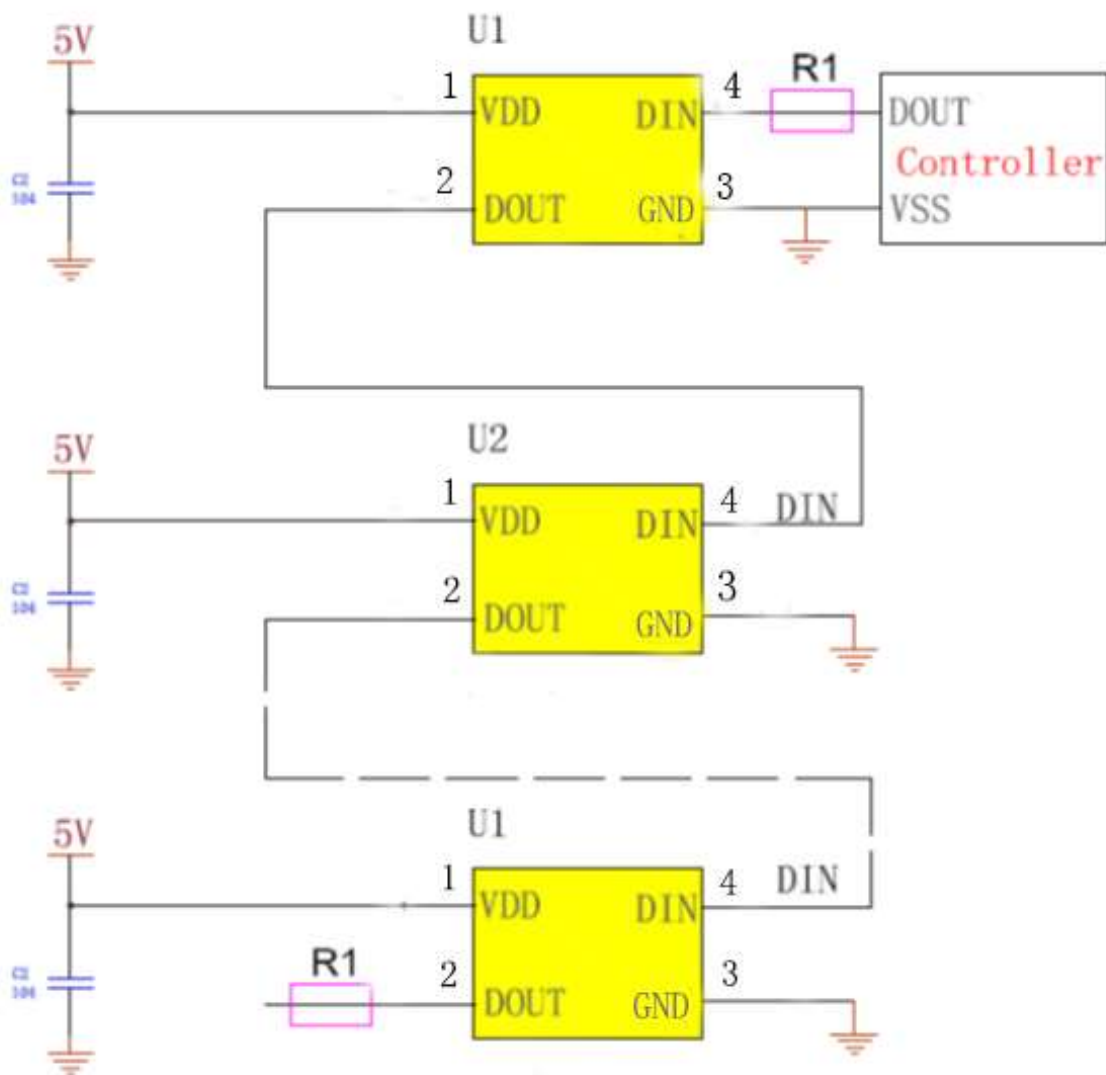 U1
5V
R1
1
4
VDD
DIN
DOUT
Controller
2
3
C2
104
DOUT
GND
VSS
U2
5V
1
4
DIN
VDD
DIN
2
3
C2
104
DOUT
GND
U1
5V
1
4
DIN
VDD
DIN
R1
2
3
C2
104
DOUT
GND